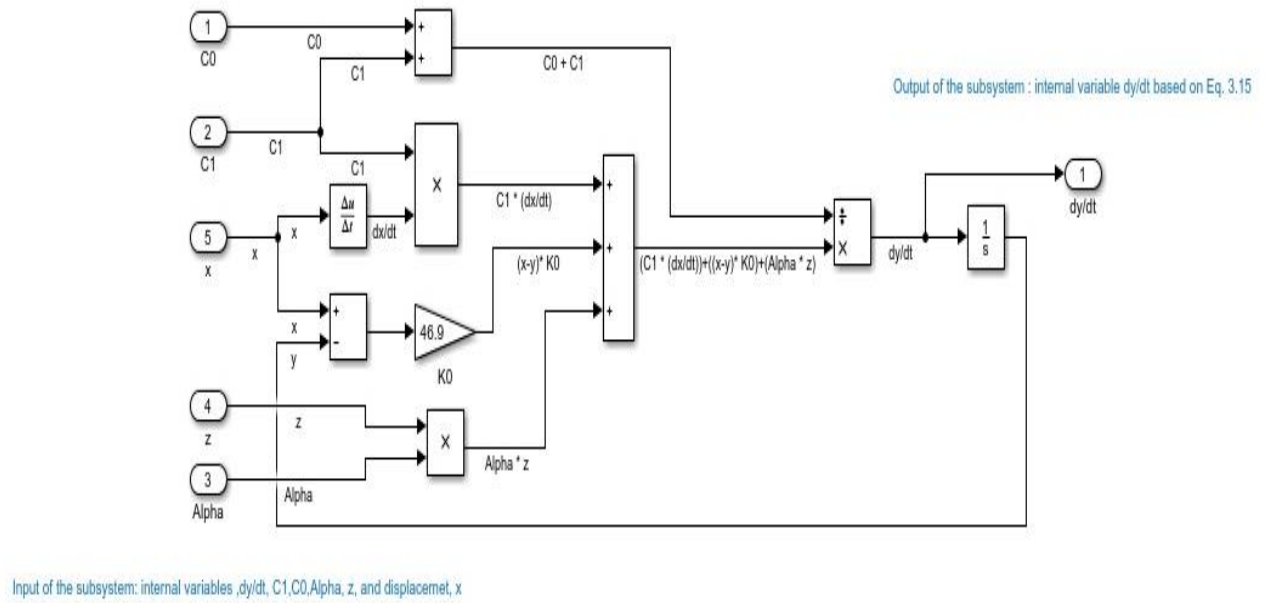 1
C0
C0
+
+
C1
C0 + C1
Output of the subsystem : internal variable dy/dt based on Eq. 3.15
2
C1
C1
C1
×
C1 * (dx/dt)
Δu
Δt
dx/dt
5
x
x
x
x
+
-
y
46.9
K0
(x-y)* K0
+
+
+
(C1 * (dx/dt))+((x-y)* K0)+(Alpha * z)
÷
×
dy/dt
1
s
1
dy/dt
4
z
z
×
Alpha * z
3
Alpha
Alpha
Input of the subsystem: internal variables ,dy/dt, C1,C0,Alpha, z, and displacemet, x